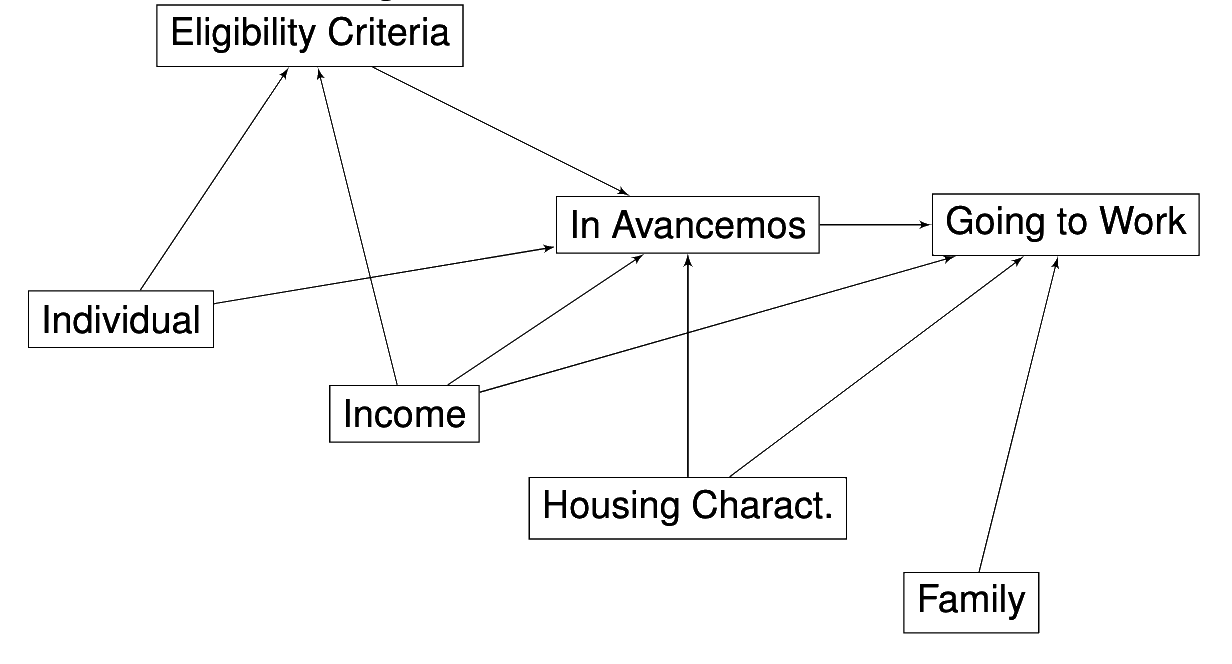 Eligibility Criteria
In Avancemos
Going to Work
Individual
Income
Housing Charact.
Family